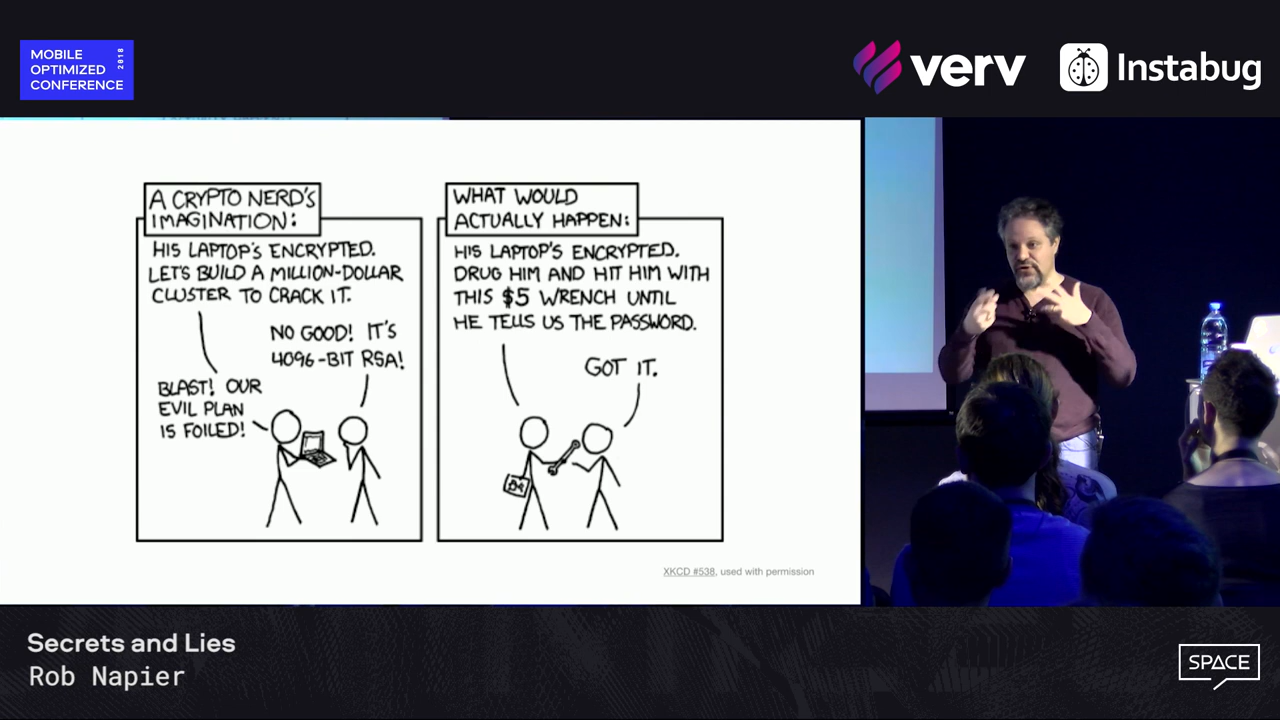 MOBILE
OPTIMIZED
CONFERENCE
2018
verv
Instabug
A CRYPTO NERD'S
IMAGINATION:
HIS LAPTOP'S ENCRYPTED.
LET'S BUILD A MILLION-DOLLAR
CLUSTER TO CRACK IT.
NO GOOD! IT'S
4096-BIT RSA!
BLAST! OUR
EVIL PLAN
IS FOILED!
WHAT WOULD
ACTUALLY HAPPEN:
HIS LAPTOP'S ENCRYPTED.
DRUG HIM AND HIT HIM WITH
THIS $5 WRENCH UNTIL
HE TELLS US THE PASSWORD.
GOT IT.
XKCD #538, used with permission
Secrets and Lies
Rob Napier
SPACE